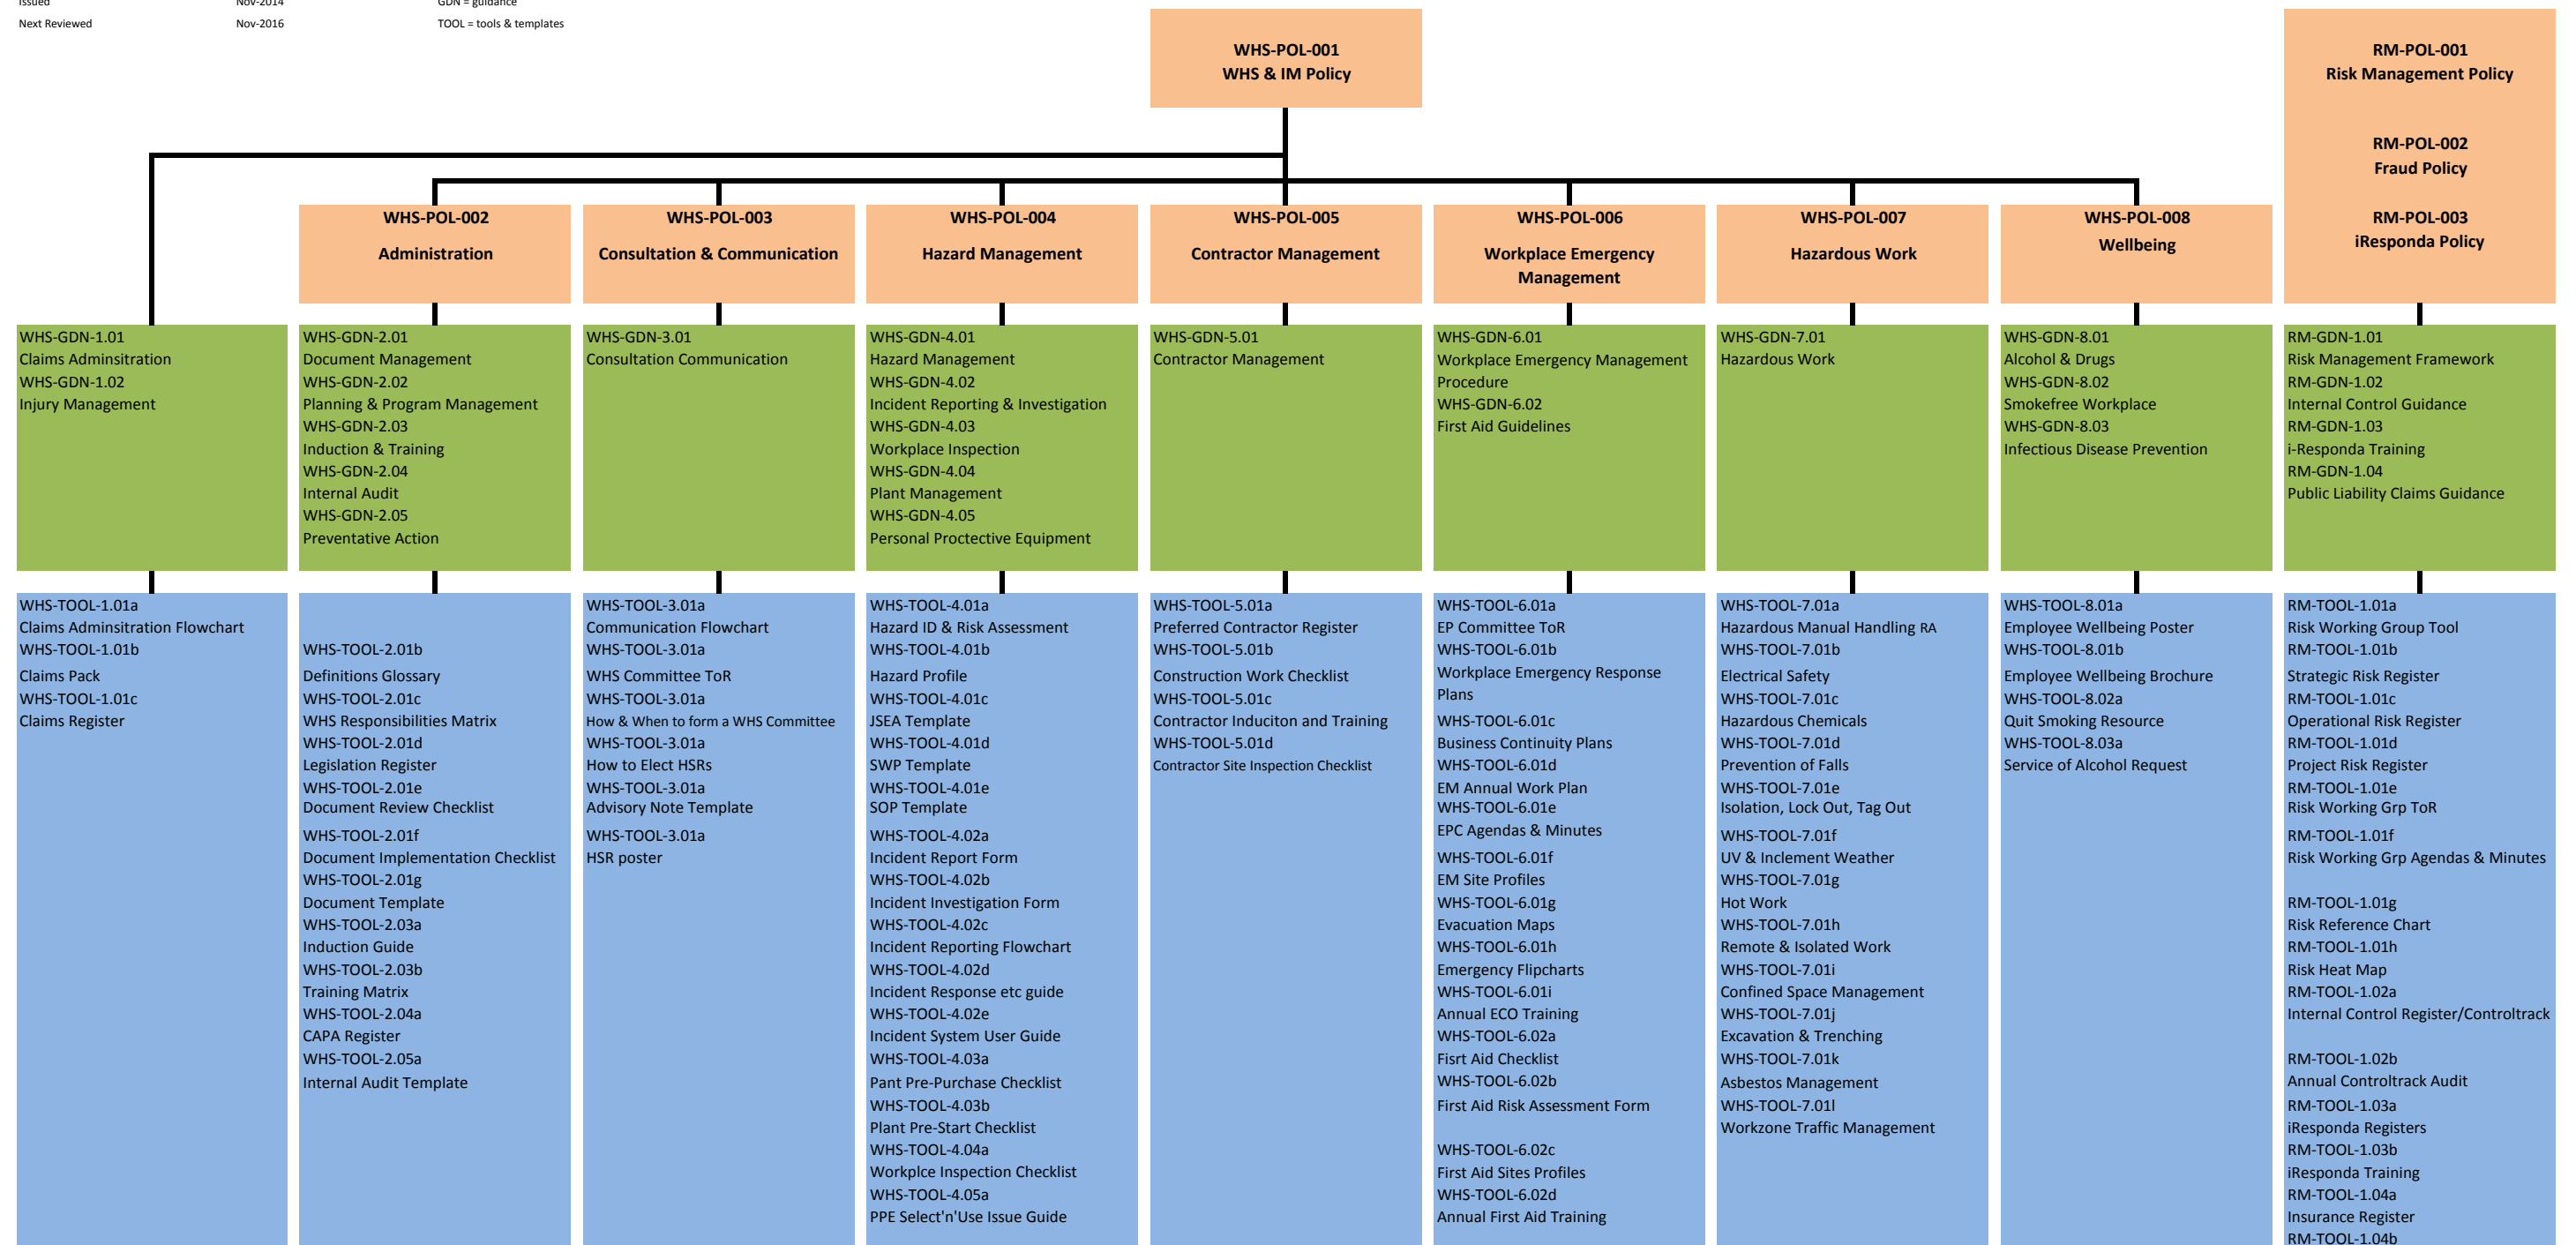 Issued Nov-2014 GDN = guidance
Next Reviewed Nov-2016 TOOL = tools & templates
WHS-POL-001
WHS & IM Policy
RM-POL-001
Risk Management Policy
RM-POL-002
Fraud Policy
RM-POL-003
iResponda Policy
WHS-POL-002
Administration
WHS-POL-003
Consultation & Communication
WHS-POL-004
Hazard Management
WHS-POL-005
Contractor Management
WHS-POL-006
Workplace Emergency
Management
WHS-POL-007
Hazardous Work
WHS-POL-008
Wellbeing
WHS-GDN-1.01
Claims Adminsitration
WHS-GDN-1.02
Injury Management
WHS-GDN-2.01
Document Management
WHS-GDN-2.02
Planning & Program Management
WHS-GDN-2.03
Induction & Training
WHS-GDN-2.04
Internal Audit
WHS-GDN-2.05
Preventative Action
WHS-GDN-3.01
Consultation Communication
WHS-GDN-4.01
Hazard Management
WHS-GDN-4.02
Incident Reporting & Investigation
WHS-GDN-4.03
Workplace Inspection
WHS-GDN-4.04
Plant Management
WHS-GDN-4.05
Personal Proctective Equipment
WHS-GDN-5.01
Contractor Management
WHS-GDN-6.01
Workplace Emergency Management
Procedure
WHS-GDN-6.02
First Aid Guidelines
WHS-GDN-7.01
Hazardous Work
WHS-GDN-8.01
Alcohol & Drugs
WHS-GDN-8.02
Smokefree Workplace
WHS-GDN-8.03
Infectious Disease Prevention
RM-GDN-1.01
Risk Management Framework
RM-GDN-1.02
Internal Control Guidance
RM-GDN-1.03
i-Responda Training
RM-GDN-1.04
Public Liability Claims Guidance
WHS-TOOL-1.01a
Claims Adminsitration Flowchart
WHS-TOOL-1.01b
Claims Pack
WHS-TOOL-1.01c
Claims Register
WHS-TOOL-2.01b
Definitions Glossary
WHS-TOOL-2.01c
WHS Responsibilities Matrix
WHS-TOOL-2.01d
Legislation Register
WHS-TOOL-2.01e
Document Review Checklist
WHS-TOOL-2.01f
Document Implementation Checklist
WHS-TOOL-2.01g
Document Template
WHS-TOOL-2.03a
Induction Guide
WHS-TOOL-2.03b
Training Matrix
WHS-TOOL-2.04a
CAPA Register
WHS-TOOL-2.05a
Internal Audit Template
WHS-TOOL-3.01a
Communication Flowchart
WHS-TOOL-3.01a
WHS Committee ToR
WHS-TOOL-3.01a
How & When to form a WHS Committee
WHS-TOOL-3.01a
How to Elect HSRs
WHS-TOOL-3.01a
Advisory Note Template
WHS-TOOL-3.01a
HSR poster
WHS-TOOL-4.01a
Hazard ID & Risk Assessment
WHS-TOOL-4.01b
Hazard Profile
WHS-TOOL-4.01c
JSEA Template
WHS-TOOL-4.01d
SWP Template
WHS-TOOL-4.01e
SOP Template
WHS-TOOL-4.02a
Incident Report Form
WHS-TOOL-4.02b
Incident Investigation Form
WHS-TOOL-4.02c
Incident Reporting Flowchart
WHS-TOOL-4.02d
Incident Response etc guide
WHS-TOOL-4.02e
Incident System User Guide
WHS-TOOL-4.03a
Pant Pre-Purchase Checklist
WHS-TOOL-4.03b
Plant Pre-Start Checklist
WHS-TOOL-4.04a
Workplce Inspection Checklist
WHS-TOOL-4.05a
PPE Select'n'Use Issue Guide
WHS-TOOL-5.01a
Preferred Contractor Register
WHS-TOOL-5.01b
Construction Work Checklist
WHS-TOOL-5.01c
Contractor Induciton and Training
WHS-TOOL-5.01d
Contractor Site Inspection Checklist
WHS-TOOL-6.01a
EP Committee ToR
WHS-TOOL-6.01b
Workplace Emergency Response
Plans
WHS-TOOL-6.01c
Business Continuity Plans
WHS-TOOL-6.01d
EM Annual Work Plan
WHS-TOOL-6.01e
EPC Agendas & Minutes
WHS-TOOL-6.01f
EM Site Profiles
WHS-TOOL-6.01g
Evacuation Maps
WHS-TOOL-6.01h
Emergency Flipcharts
WHS-TOOL-6.01i
Annual ECO Training
WHS-TOOL-6.02a
Fisrt Aid Checklist
WHS-TOOL-6.02b
First Aid Risk Assessment Form
WHS-TOOL-6.02c
First Aid Sites Profiles
WHS-TOOL-6.02d
Annual First Aid Training
WHS-TOOL-7.01a
Hazardous Manual Handling RA
WHS-TOOL-7.01b
Electrical Safety
WHS-TOOL-7.01c
Hazardous Chemicals
WHS-TOOL-7.01d
Prevention of Falls
WHS-TOOL-7.01e
Isolation, Lock Out, Tag Out
WHS-TOOL-7.01f
UV & Inclement Weather
WHS-TOOL-7.01g
Hot Work
WHS-TOOL-7.01h
Remote & Isolated Work
WHS-TOOL-7.01i
Confined Space Management
WHS-TOOL-7.01j
Excavation & Trenching
WHS-TOOL-7.01k
Asbestos Management
WHS-TOOL-7.01l
Workzone Traffic Management
WHS-TOOL-8.01a
Employee Wellbeing Poster
WHS-TOOL-8.01b
Employee Wellbeing Brochure
WHS-TOOL-8.02a
Quit Smoking Resource
WHS-TOOL-8.03a
Service of Alcohol Request
RM-TOOL-1.01a
Risk Working Group Tool
RM-TOOL-1.01b
Strategic Risk Register
RM-TOOL-1.01c
Operational Risk Register
RM-TOOL-1.01d
Project Risk Register
RM-TOOL-1.01e
Risk Working Grp ToR
RM-TOOL-1.01f
Risk Working Grp Agendas & Minutes
RM-TOOL-1.01g
Risk Reference Chart
RM-TOOL-1.01h
Risk Heat Map
RM-TOOL-1.02a
Internal Control Register/Controltrack
RM-TOOL-1.02b
Annual Controltrack Audit
RM-TOOL-1.03a
iResponda Registers
RM-TOOL-1.03b
iResponda Training
RM-TOOL-1.04a
Insurance Register
RM-TOOL-1.04b